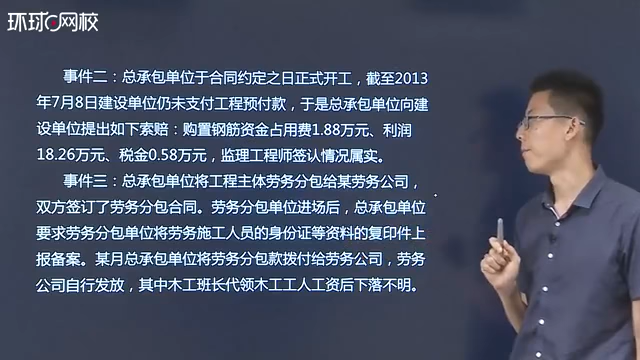 环球网校
事件二：总承包单位于合同约定之日正式开工，截至2013
年7月8日建设单位仍未支付工程预付款，于是总承包单位向建
设单位提出如下索赔：购置钢筋资金占用费1.88万元、利润
18.26万元、税金0.58万元，监理工程师签认情况属实。
事件三：总承包单位将工程主体劳务分包给某劳务公司，
双方签订了劳务分包合同。劳务分包单位进场后，总承包单位
要求劳务分包单位将劳务施工人员的身份证等资料的复印件上
报备案。某月总承包单位将劳务分包款拨付给劳务公司，劳务
公司自行发放，其中木工班长代领木工工人工资后下落不明。